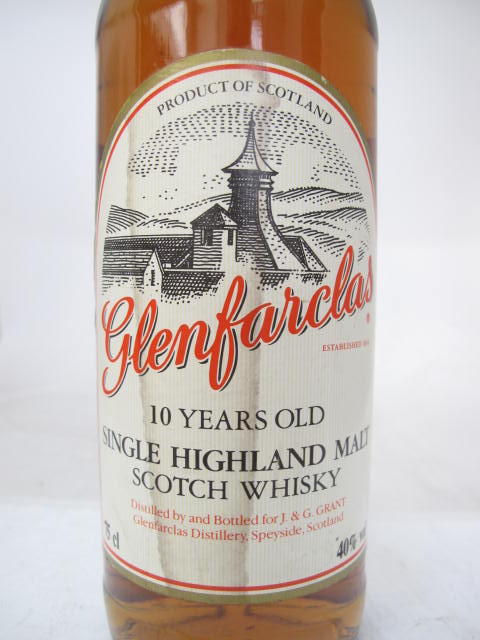 PRODUCT OF SCOTLAND
Glenfarclas
ESTABLISHED
10 YEARS OLD
SINGLE HIGHLAND MALT
SCOTCH WHISKY
Distilled by and Bottled for J. & G. GRANT
Glenfarclas Distillery, Speyside, Scotland
cl 40%